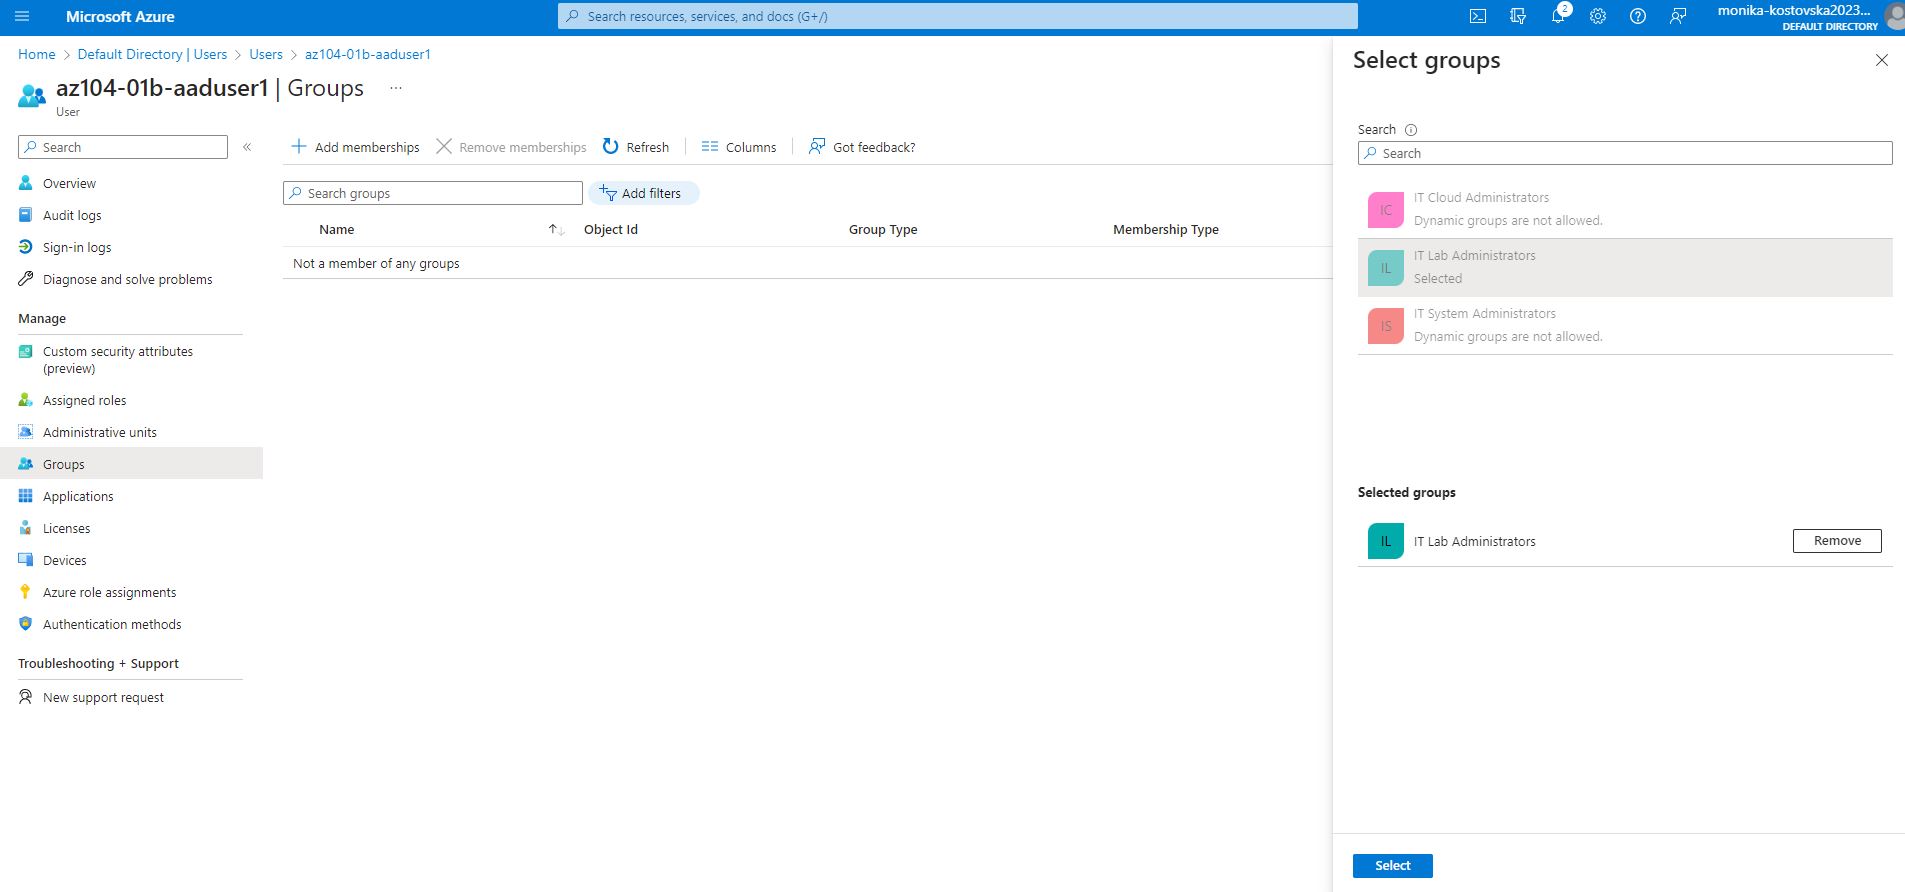 Microsoft Azure
Search resources, services, and docs (G+/)
2
monika-kostovska2023...
DEFAULT DIRECTORY
Home > Default Directory | Users > Users > az104-01b-aaduser1
az104-01b-aaduser1 | Groups ...
User
Search «
Overview
Audit logs
Sign-in logs
Diagnose and solve problems
Manage
Custom security attributes
(preview)
Assigned roles
Administrative units
Groups
Applications
Licenses
Devices
Azure role assignments
Authentication methods
Troubleshooting + Support
New support request
Add memberships Remove memberships Refresh Columns Got feedback?
Search groups Add filters
Name Object Id Group Type Membership Type
Not a member of any groups
Select groups
Search
Search
IC
IT Cloud Administrators
Dynamic groups are not allowed.
IL
IT Lab Administrators
Selected
IS
IT System Administrators
Dynamic groups are not allowed.
Selected groups
IL IT Lab Administrators Remove
Select